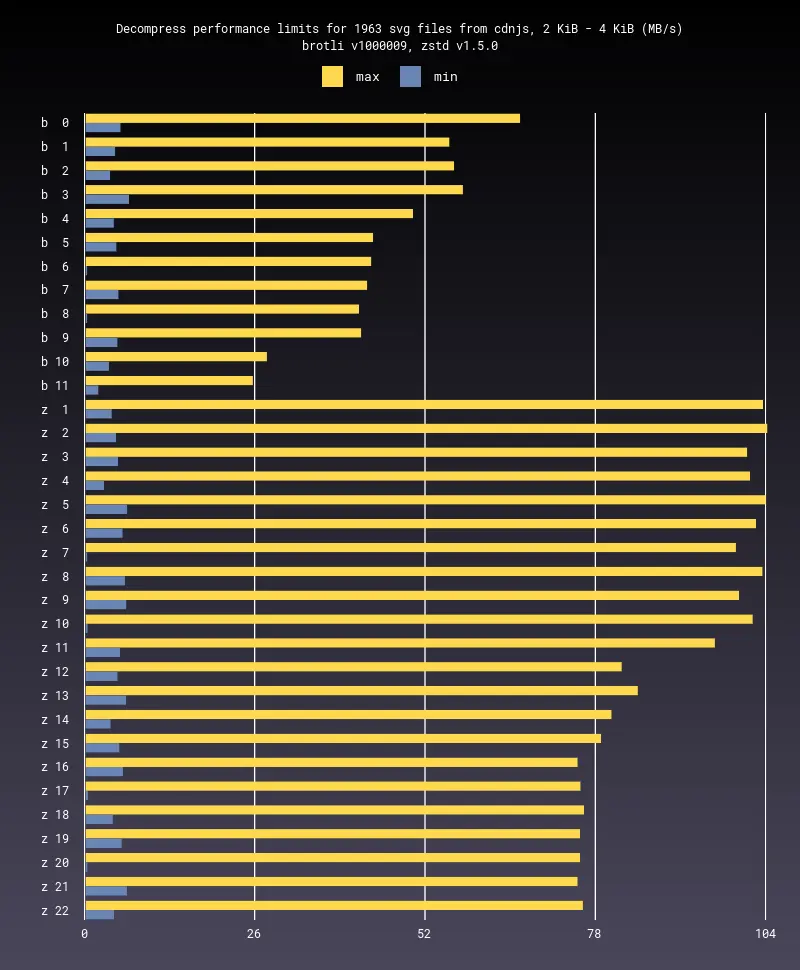 Decompress performance limits for 1963 svg files from cdnjs, 2 KiB - 4 KiB (MB/s)
brotli v1000009, zstd v1.5.0
max min
b 0
b 1
b 2
b 3
b 4
b 5
b 6
b 7
b 8
b 9
b 10
b 11
z 1
z 2
z 3
z 4
z 5
z 6
z 7
z 8
z 9
z 10
z 11
z 12
z 13
z 14
z 15
z 16
z 17
z 18
z 19
z 20
z 21
z 22
0 26 52 78 104